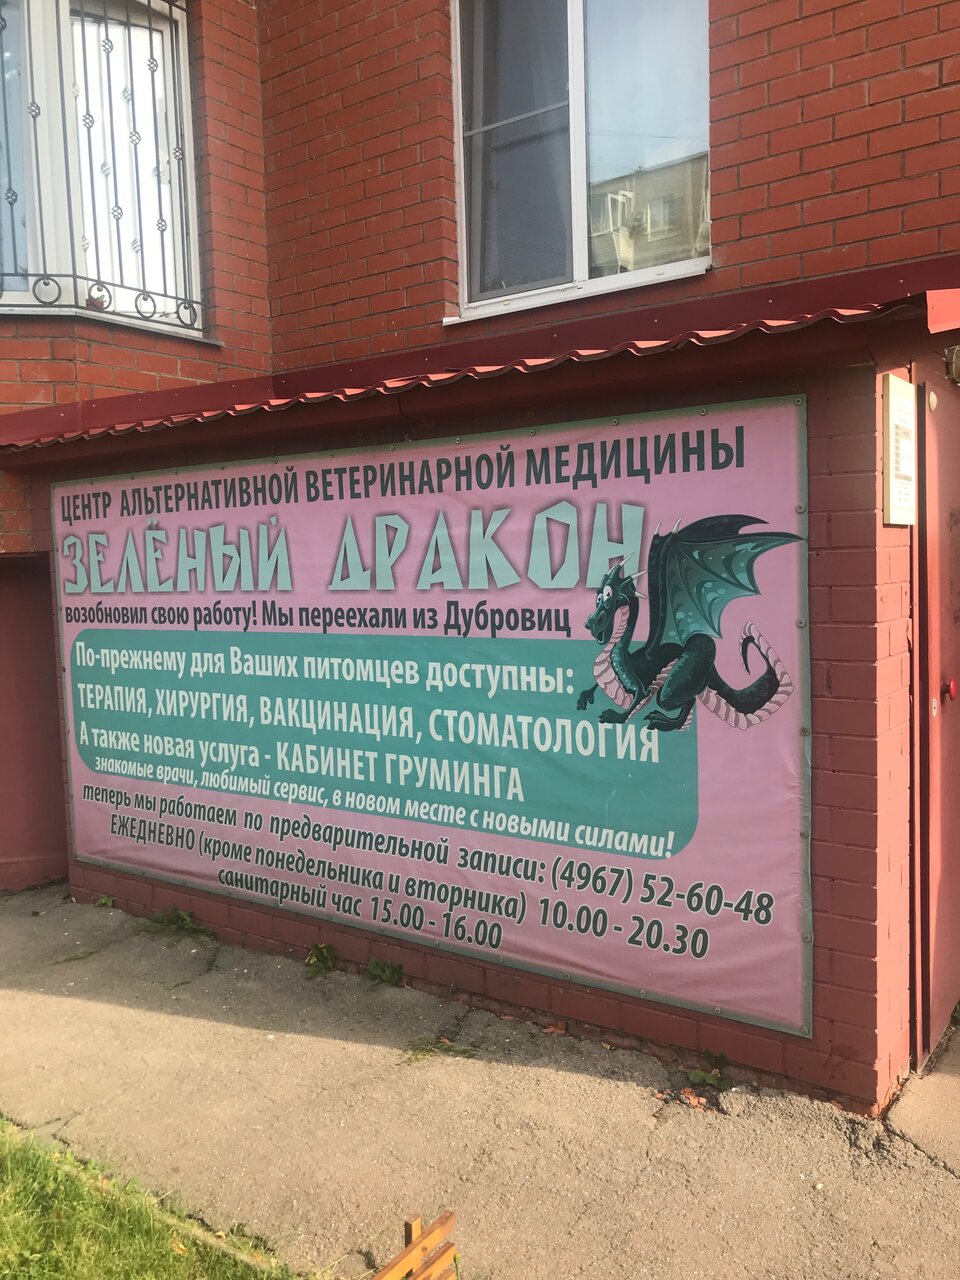 ЦЕНТР АЛЬТЕРНАТИВНОЙ ВЕТЕРИНАРНОЙ МЕДИЦИНЫ
ЗЕЛЁНЫЙ ДРАКОН
возобновил свою работу! Мы переехали из Дубровиц
По-прежнему для Ваших питомцев доступны:
ТЕРАПИЯ, ХИРУРГИЯ, ВАКЦИНАЦИЯ, СТОМАТОЛОГИЯ
А также новая услуга - КАБИНЕТ ГРУМИНГА
знакомые врачи, любимый сервис, в новом месте с новыми силами!
теперь мы работаем по предварительной записи: (4967) 52-60-48
ЕЖЕДНЕВНО (кроме понедельника и вторника) 10.00 - 20.30
санитарный час 15.00 - 16.00